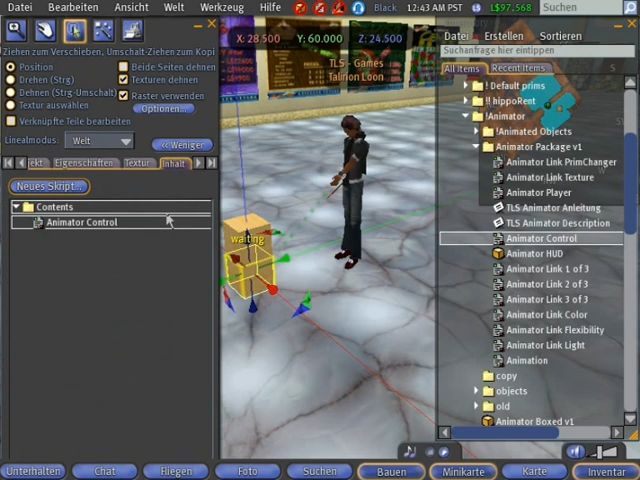 Datei Bearbeiten Ansicht Welt Werkzeug Hilfe Black 12:43 AM PST L$97,568 Suchen
Ziehen zum Verschieben, Umschalt-Ziehen zum Kopi
Position
Drehen (Strg)
Dehnen (Strg-Umschalt)
Textur auswählen
Beide Seiten dehnen
Texturen dehnen
Raster verwenden
Optionen...
Verknüpfte Teile bearbeiten
Linealmodus: Welt
<< Weniger
jekt Eigenschaften Textur Inhalt
Neues Skript...
Contents
Animator Control
X: 28.500 Y: 60.000 Z: 24.500
TLS - Games
Talirion Loon
waiting
Datei Erstellen Sortieren
Suchanfrage hier eintippen
All Items Recent Items
! Default prims
!! hippoRent
!Animator
!Animated Objects
Animator Package v1
Animator Link PrimChanger
Animator Link Texture
Animator Player
TLS Animator Anleitung
TLS Animator Description
Animator Control
Animator HUD
Animator Link 1 of 3
Animator Link 2 of 3
Animator Link 3 of 3
Animator Link Color
Animator Link Flexibility
Animator Link Light
Animation
copy
objects
old
Animator Boxed v1
Unterhalten Chat Fliegen Foto Suchen Bauen Minikarte Karte Inventar